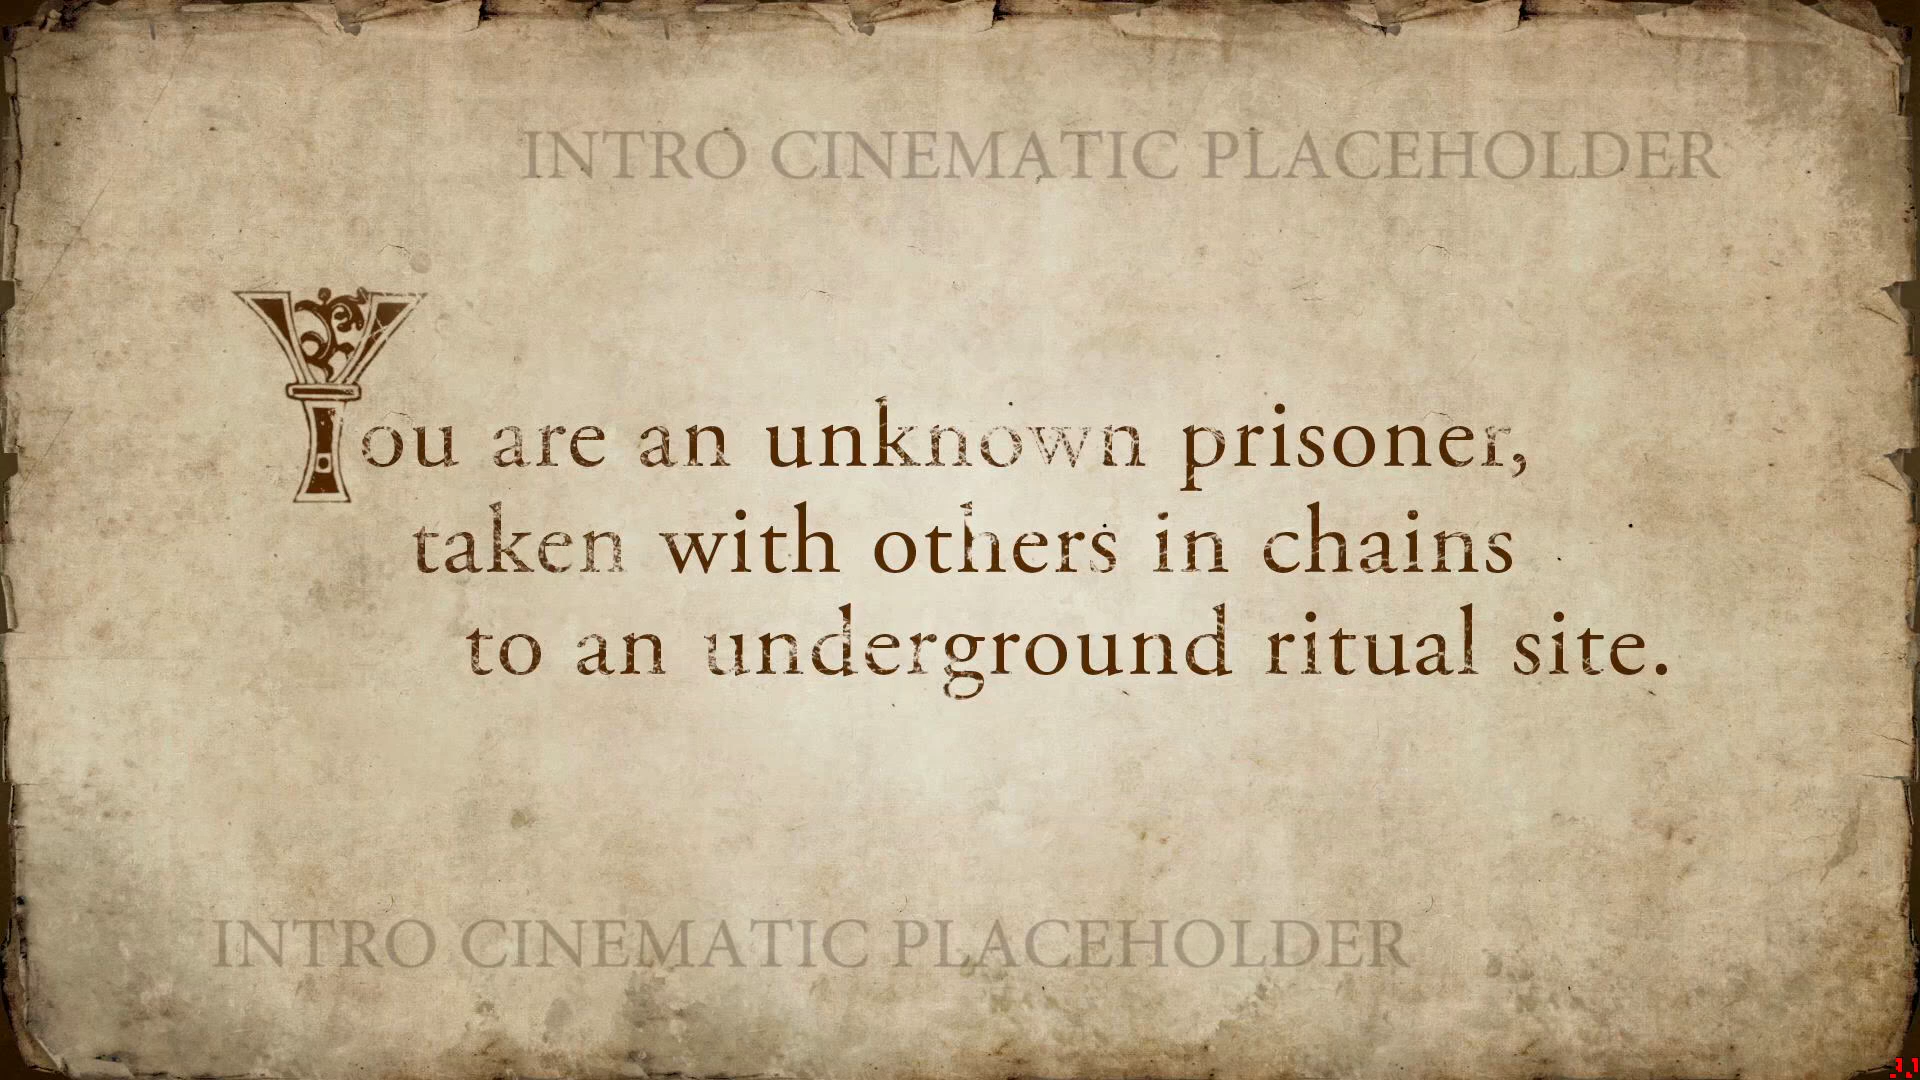 INTRO CINEMATIC PLACEHOLDER
You are an unknown prisoner,
taken with others in chains
to an underground ritual site.
INTRO CINEMATIC PLACEHOLDER